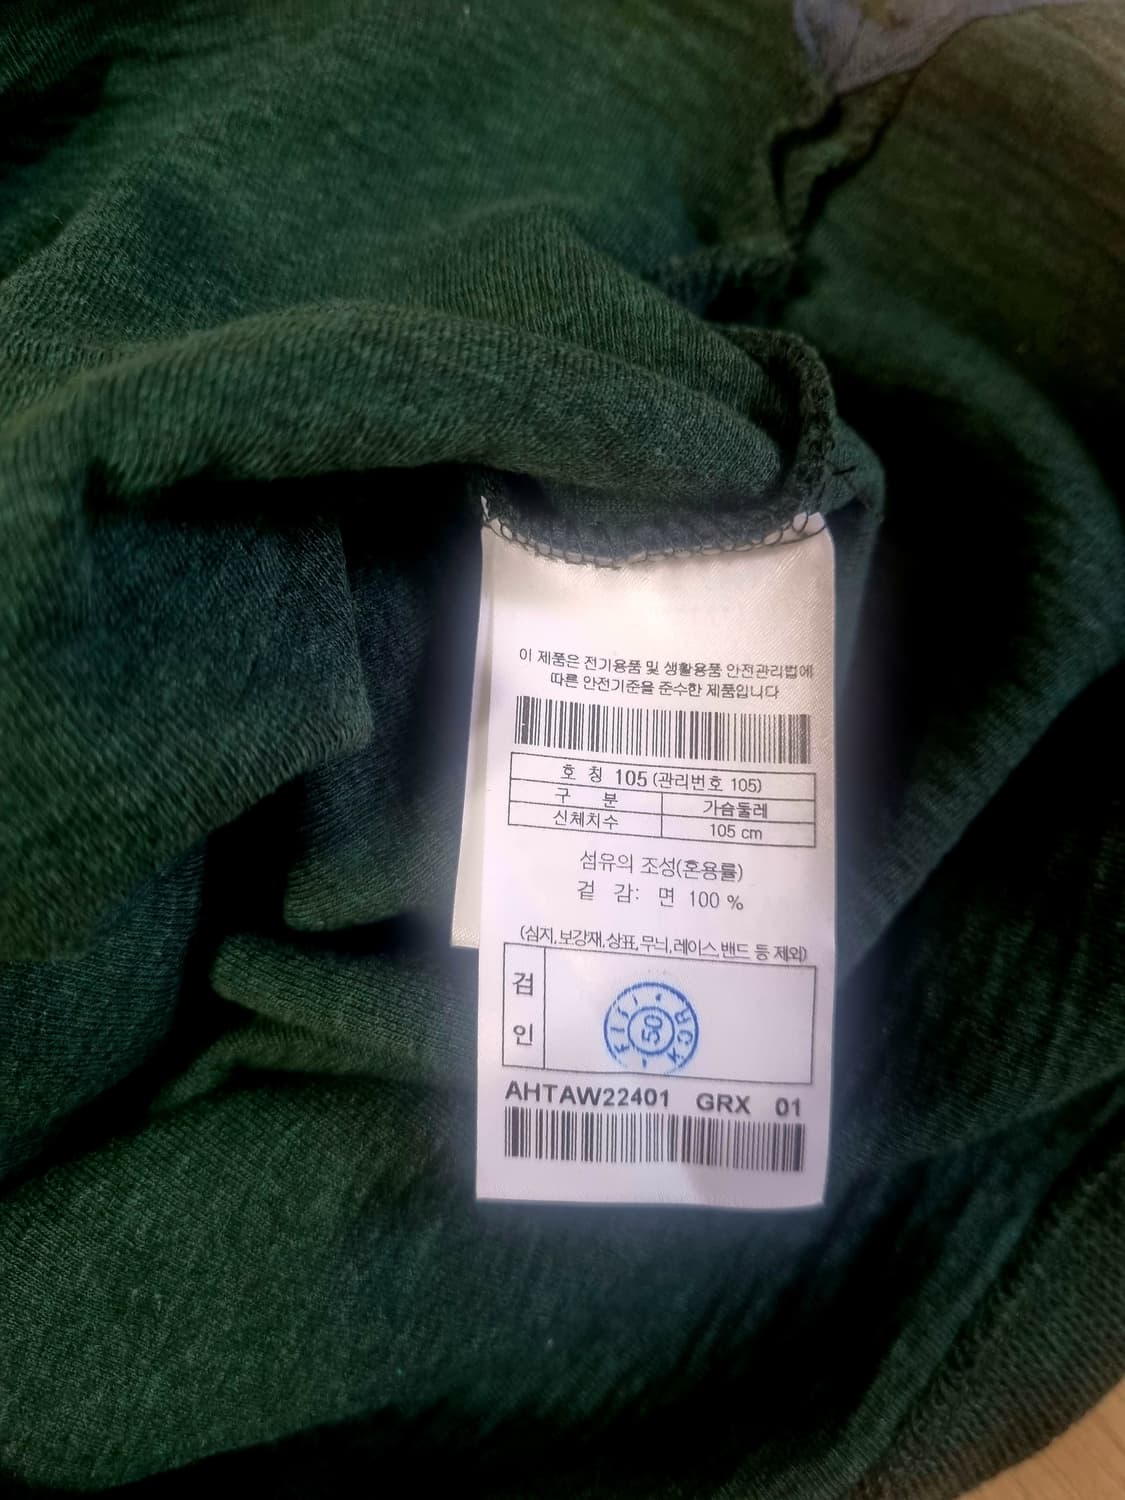 이 제품은 전기용품 및 생활용품 안전관리법에
따른 안전기준을 준수한 제품입니다
호 칭 105 (관리번호 105)
구 분 가슴둘레
신체치수 105 cm
섬유의 조성(혼용률)
겉 감: 면 100 %
(심지,보강재,상표,무늬,레이스,밴드 등 제외)
검
인
50
AHTAW22401 GRX 01